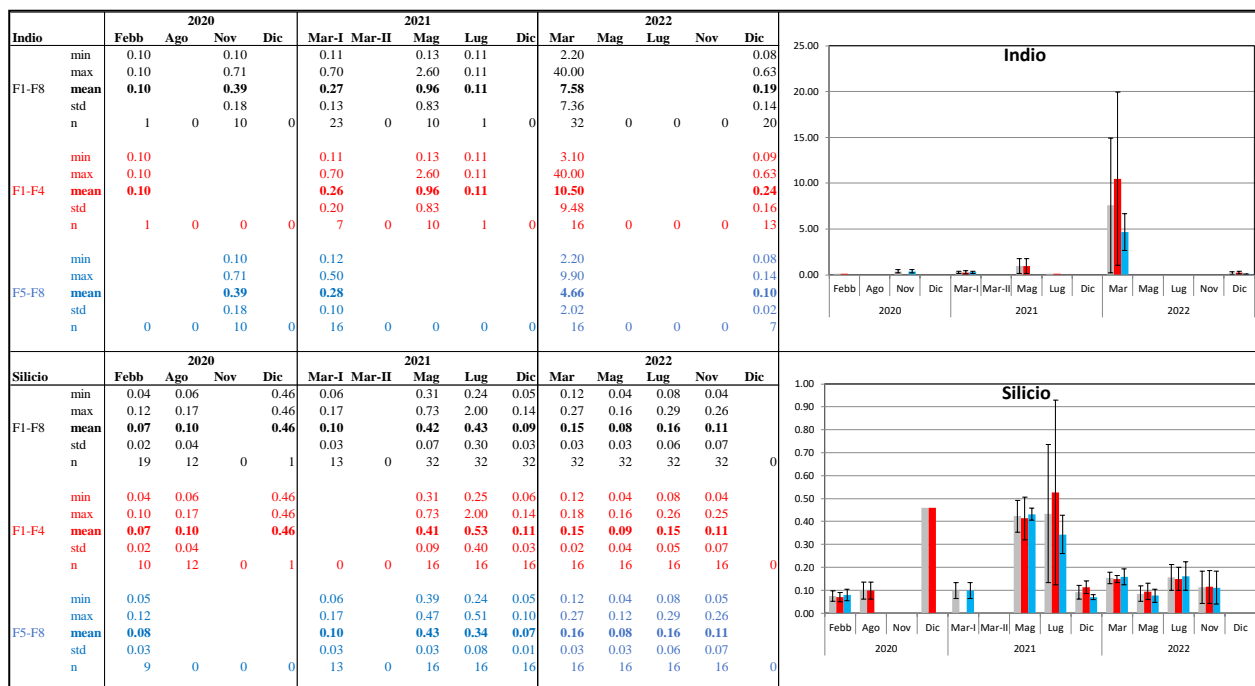 2020 2021 2022
Indio Febb Ago Nov Dic Mar-I Mar-II Mag Lug Dic Mar Mag Lug Nov Dic
min 0.10 0.10 0.11 0.13 0.11 2.20 0.08
max 0.10 0.71 0.70 2.60 0.11 40.00 0.63
F1-F8 mean 0.10 0.39 0.27 0.96 0.11 7.58 0.19
std 0.18 0.13 0.83 7.36 0.14
n 1 0 10 0 23 0 10 1 0 32 0 0 0 20
min 0.10 0.11 0.13 0.11 3.10 0.09
max 0.10 0.70 2.60 0.11 40.00 0.63
F1-F4 mean 0.10 0.26 0.96 0.11 10.50 0.24
std 0.20 0.83 9.48 0.16
n 1 0 0 0 7 0 10 1 0 16 0 0 0 13
min 0.10 0.12 2.20 0.08
max 0.71 0.50 9.90 0.14
F5-F8 mean 0.39 0.28 4.66 0.10
std 0.18 0.10 2.02 0.02
n 0 0 10 0 16 0 0 0 0 16 0 0 0 7
Indio
25.00
20.00
15.00
10.00
5.00
0.00
Febb Ago Nov Dic Mar-I Mar-II Mag Lug Dic Mar Mag Lug Nov Dic
2020 2021 2022
2020 2021 2022
Silicio Febb Ago Nov Dic Mar-I Mar-II Mag Lug Dic Mar Mag Lug Nov Dic
min 0.04 0.06 0.46 0.06 0.31 0.24 0.05 0.12 0.04 0.08 0.04
max 0.12 0.17 0.46 0.17 0.73 2.00 0.14 0.27 0.16 0.29 0.26
F1-F8 mean 0.07 0.10 0.46 0.10 0.42 0.43 0.09 0.15 0.08 0.16 0.11
std 0.02 0.04 0.03 0.07 0.30 0.03 0.03 0.03 0.06 0.07
n 19 12 0 1 13 0 32 32 32 32 32 32 32 0
min 0.04 0.06 0.46 0.31 0.25 0.06 0.12 0.04 0.08 0.04
max 0.10 0.17 0.46 0.73 2.00 0.14 0.18 0.16 0.26 0.25
F1-F4 mean 0.07 0.10 0.46 0.41 0.53 0.11 0.15 0.09 0.15 0.11
std 0.02 0.04 0.09 0.40 0.03 0.02 0.04 0.05 0.07
n 10 12 0 1 0 0 16 16 16 16 16 16 16 0
min 0.05 0.06 0.39 0.24 0.05 0.12 0.04 0.08 0.05
max 0.12 0.17 0.47 0.51 0.10 0.27 0.12 0.29 0.26
F5-F8 mean 0.08 0.10 0.43 0.34 0.07 0.16 0.08 0.16 0.11
std 0.03 0.03 0.03 0.08 0.01 0.03 0.03 0.06 0.07
n 9 0 0 0 13 0 16 16 16 16 16 16 16 0
Silicio
1.00
0.90
0.80
0.70
0.60
0.50
0.40
0.30
0.20
0.10
0.00
Febb Ago Nov Dic Mar-I Mar-II Mag Lug Dic Mar Mag Lug Nov Dic
2020 2021 2022